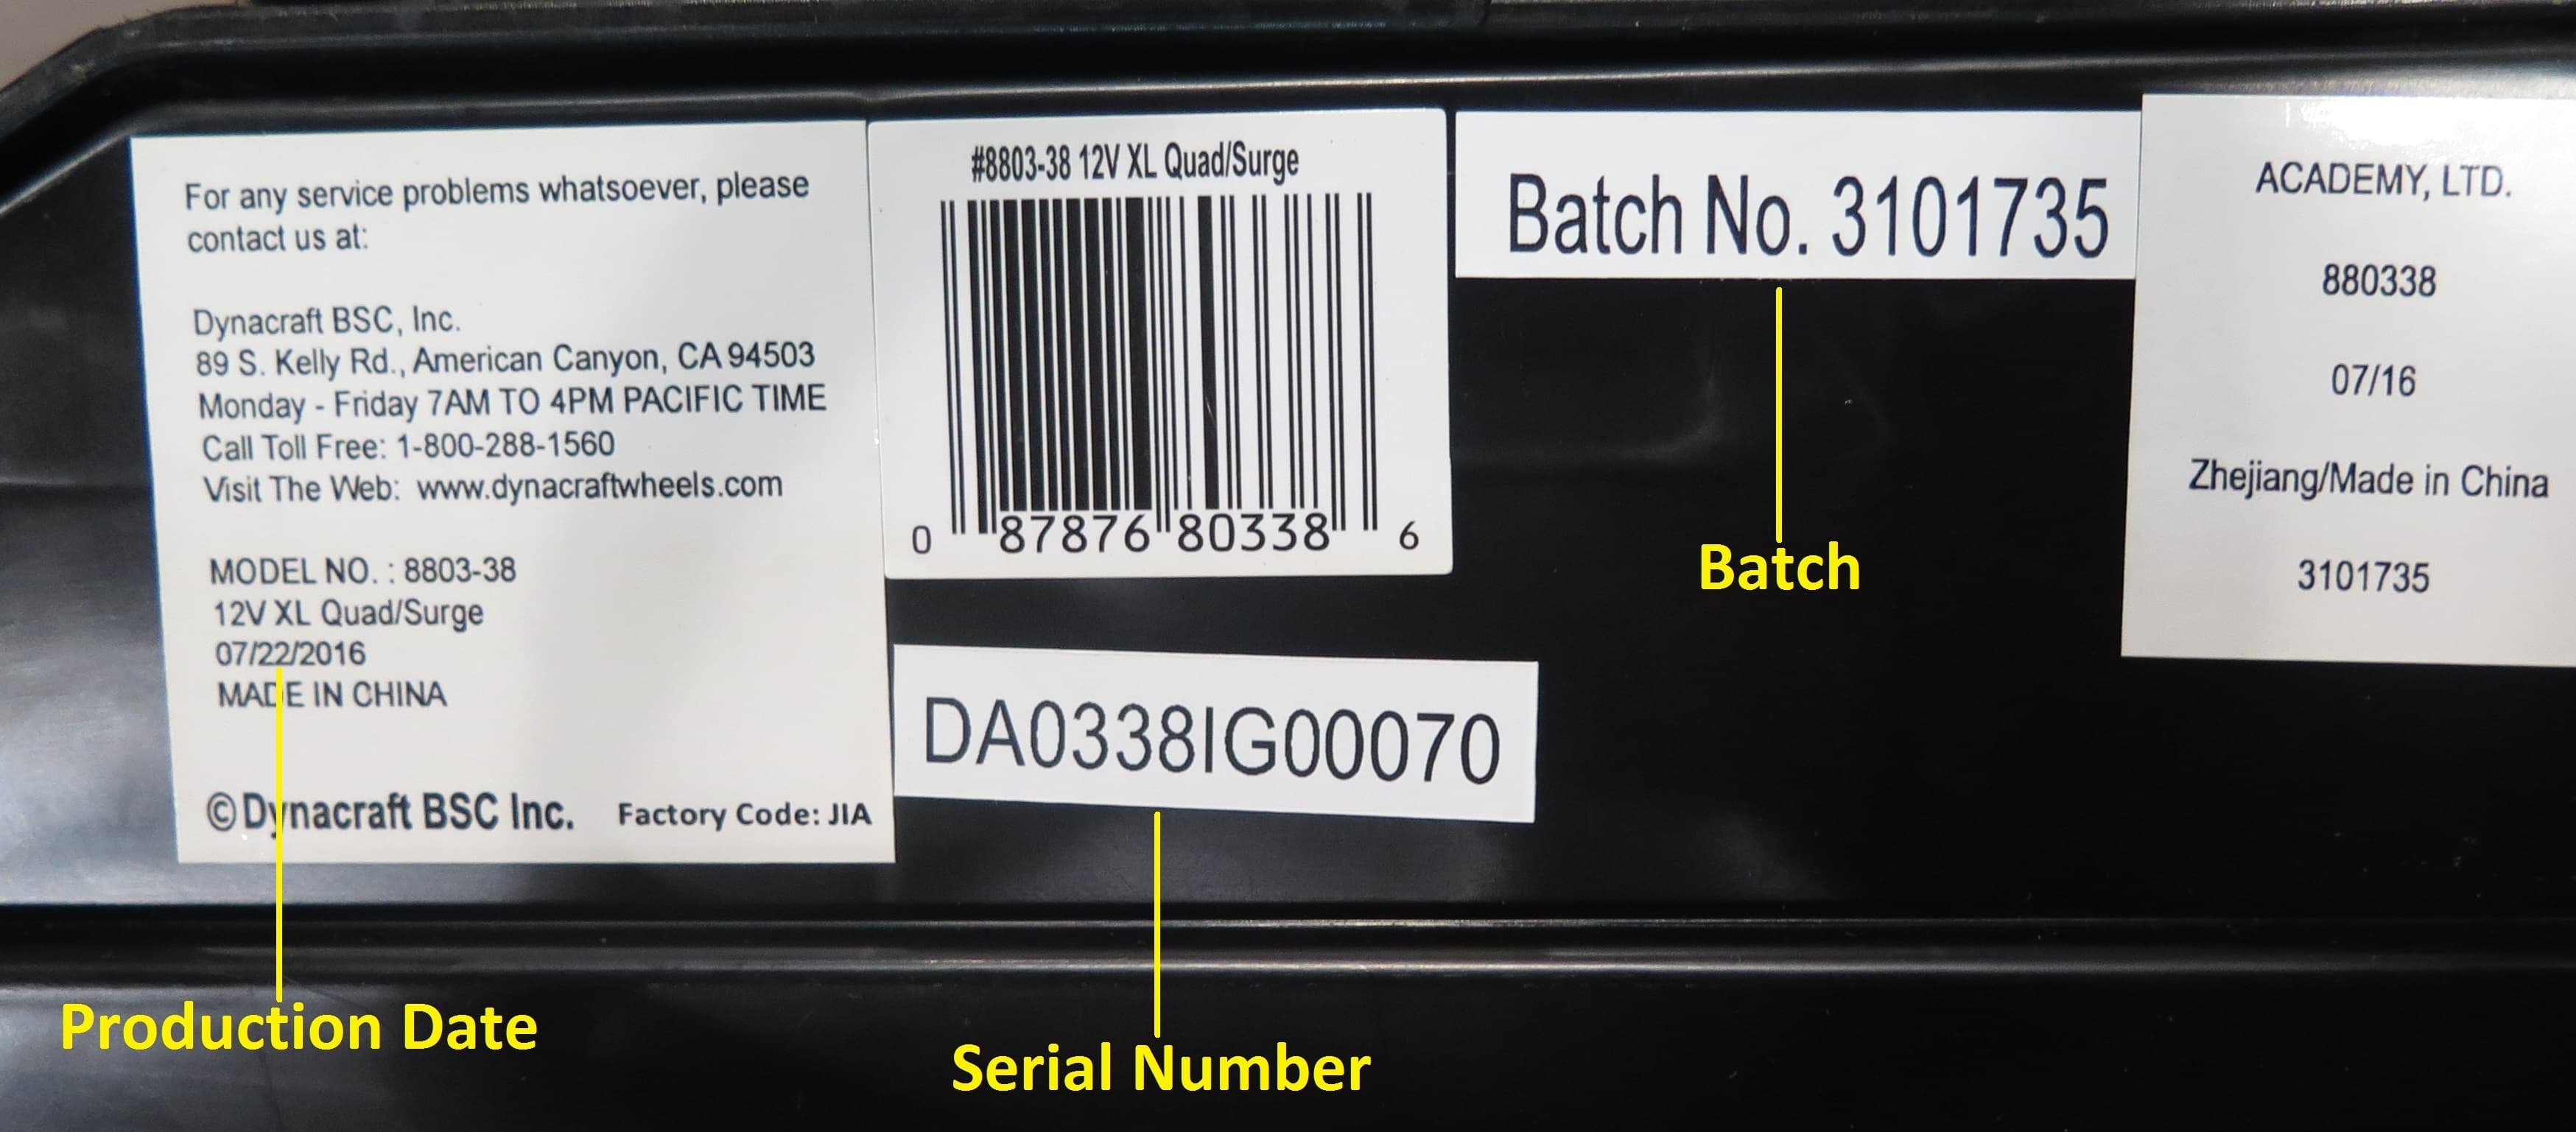 For any service problems whatsoever, please
contact us at:
Dynacraft BSC, Inc.
89 S. Kelly Rd., American Canyon, CA 94503
Monday - Friday 7AM TO 4PM PACIFIC TIME
Call Toll Free: 1-800-288-1560
Visit The Web: www.dynacraftwheels.com
MODEL NO. : 8803-38
12V XL Quad/Surge
07/22/2016
MADE IN CHINA
©Dynacraft BSC Inc. Factory Code: JIA
#8803-38 12V XL Quad/Surge
0 87876 80338 6
DA0338IG00070
Batch No. 3101735
ACADEMY, LTD.
880338
07/16
Zhejiang/Made in China
3101735
Batch
Production Date
Serial Number